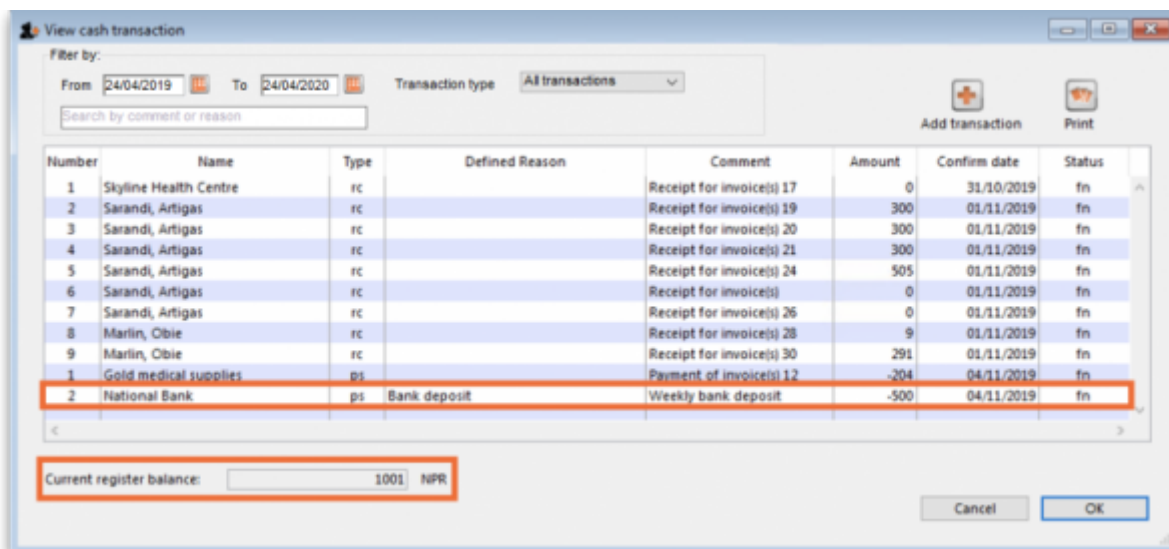 View cash transaction
Filter by:
From 24/04/2019 To 24/04/2020 Transaction type All transactions
Search by comment or reason
Add transaction Print
Number Name Type Defined Reason Comment Amount Confirm date Status
1 Skyline Health Centre rc Receipt for invoice(s) 17 0 31/10/2019 fn
2 Sarandi, Artigas rc Receipt for invoice(s) 19 300 01/11/2019 fn
3 Sarandi, Artigas rc Receipt for invoice(s) 20 300 01/11/2019 fn
4 Sarandi, Artigas rc Receipt for invoice(s) 21 300 01/11/2019 fn
5 Sarandi, Artigas rc Receipt for invoice(s) 24 505 01/11/2019 fn
6 Sarandi, Artigas rc Receipt for invoice(s) 0 01/11/2019 fn
7 Sarandi, Artigas rc Receipt for invoice(s) 26 0 01/11/2019 fn
8 Marlin, Obie rc Receipt for invoice(s) 28 9 01/11/2019 fn
9 Marlin, Obie rc Receipt for invoice(s) 30 291 01/11/2019 fn
1 Gold medical supplies ps Payment of invoice(s) 12 -204 04/11/2019 fn
2 National Bank ps Bank deposit Weekly bank deposit -500 04/11/2019 fn
Current register balance: 1001 NPR
Cancel OK